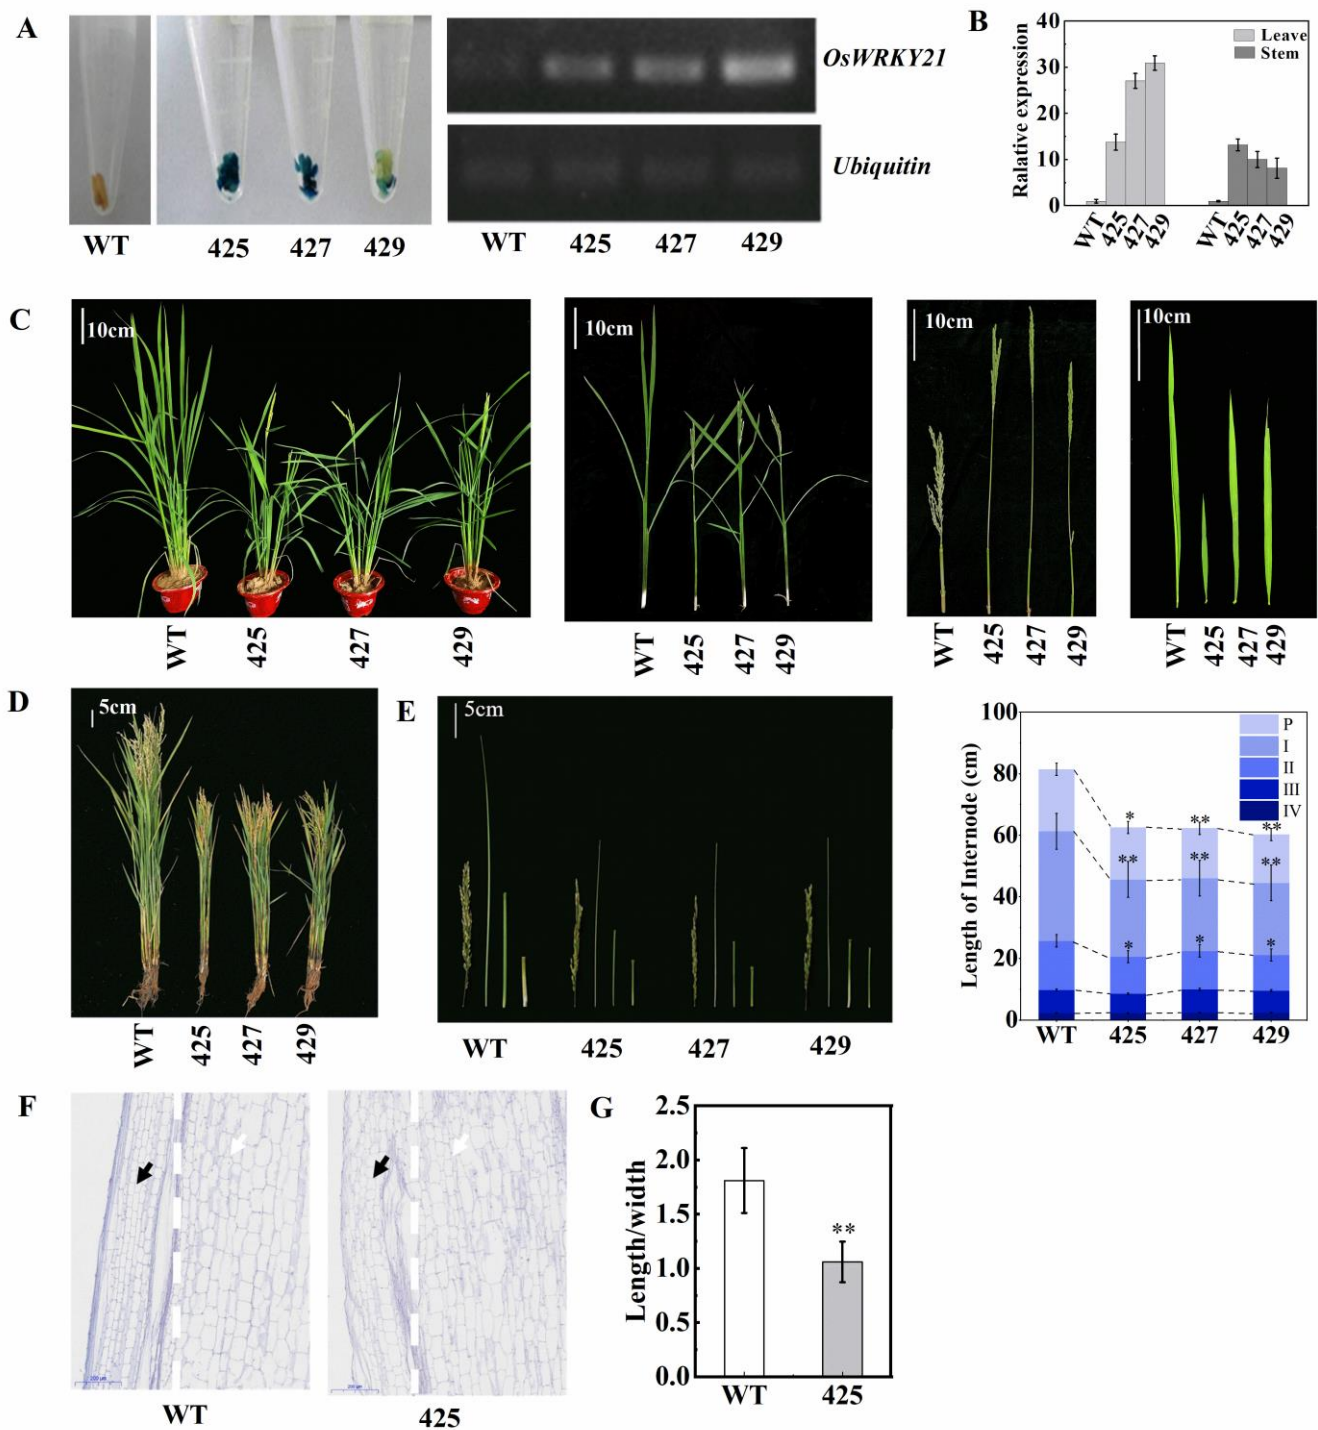 A
WT
425
427
429
OsWRKY21
Ubiquitin
WT
425
427
429
B
Ralative expression
40
30
20
10
0
Leave
Stem
WT
425
427
429
WT
425
427
429
C
10cm
WT
425
427
429
10cm
WT
425
427
429
10cm
WT
425
427
429
10cm
WT
425
427
429
D
5cm
WT
425
427
429
E
5cm
WT
425
427
429
Length of Internode (cm)
100
80
60
40
20
0
P
I
II
III
IV
*
**
**
**
**
**
*
*
*
WT
425
427
429
F
WT
425
200 μm
G
Length/width
2.5
2.0
1.5
1.0
0.5
0.0
**
WT
425